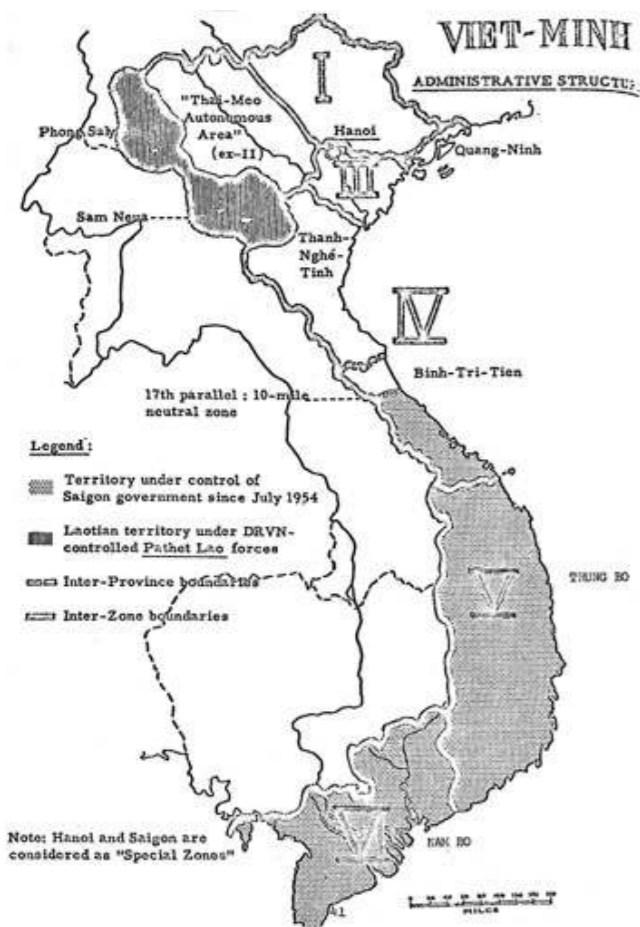 VIET-MINH
ADMINISTRATIVE
I
"Thai-Meo
Autonomous
Area"
(ex-II)
Hanoi
Phong Saly
Quang-Ninh
III
Sam Neua
Thanh-
Nghé-
Tinh
IV
Binh-Tri-Tien
17th parallel : 10-mile
neutral zone
Legend :
Territory under control of
Saigon government since July 1954
Laotian territory under DRVN-
controlled Pathet Lao forces
Inter-Province boundaries
Inter-Zone boundaries
V
TRUNG BO
Note: Hanoi and Saigon are
considered as "Special Zones"
NAM BO
41
MILES